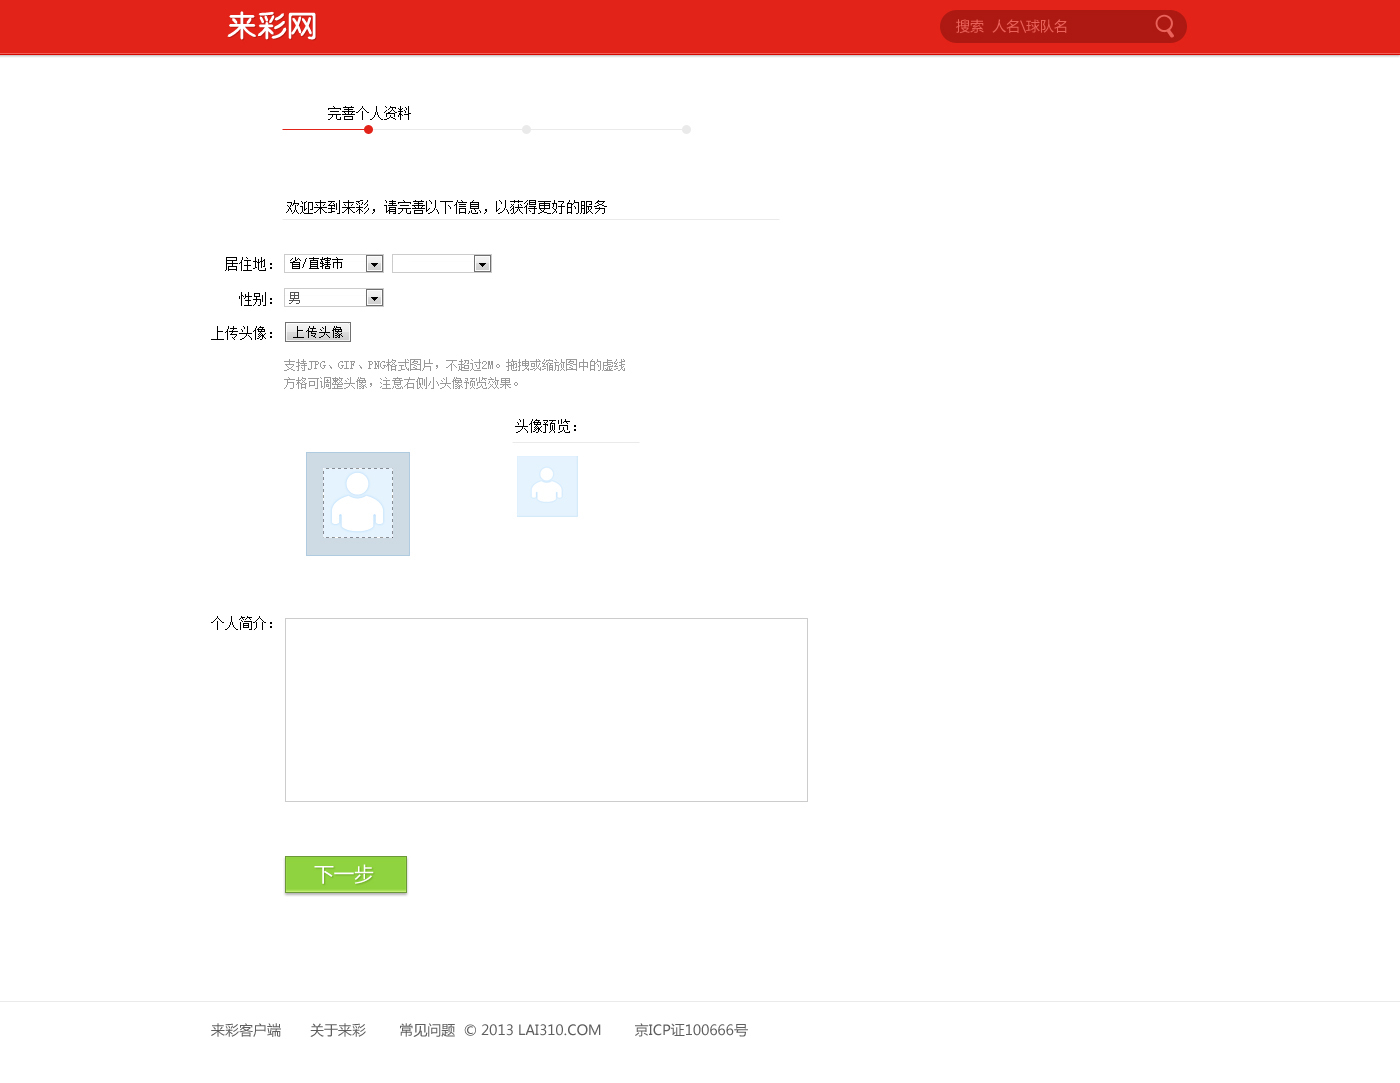 来彩网
搜索 人名\球队名
完善个人资料
欢迎来到来彩，请完善以下信息，以获得更好的服务
居住地： 省/直辖市
性别： 男
上传头像： 上传头像
支持JPG、GIF、PNG格式图片，不超过2M。拖拽或缩放图中的虚线
方格可调整头像，注意右侧小头像预览效果。
头像预览：
个人简介：
下一步
来彩客户端 关于来彩 常见问题 © 2013 LAI310.COM 京ICP证100666号